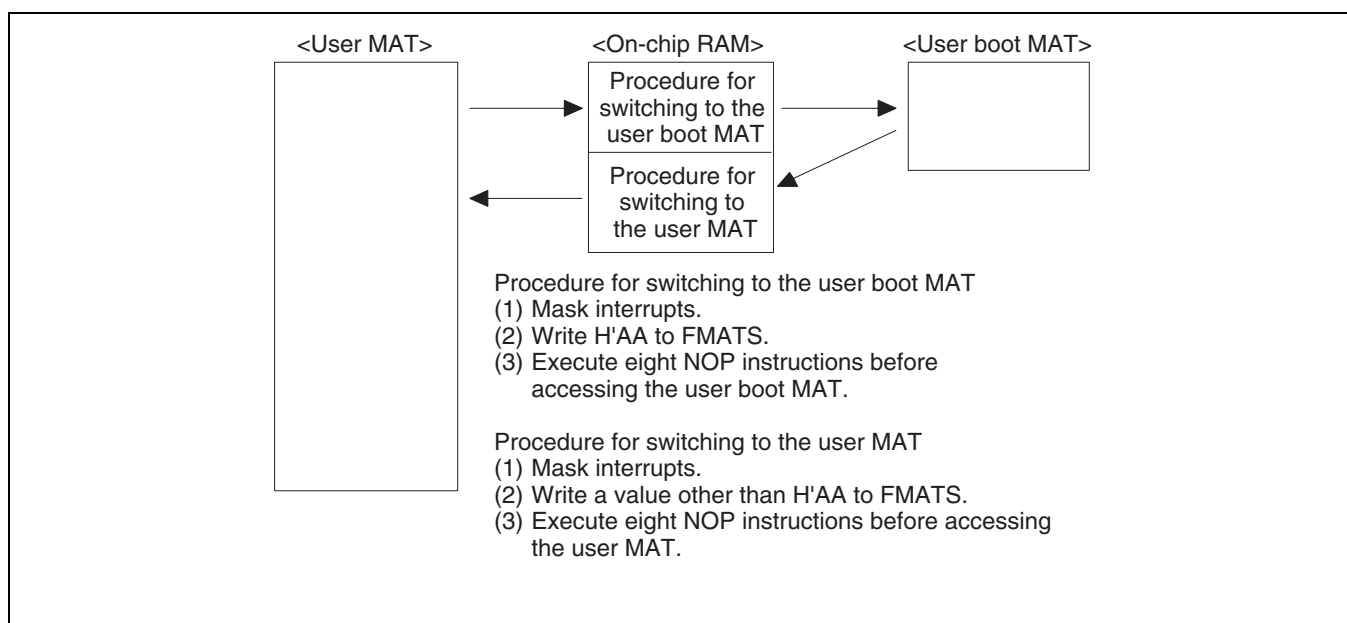 <User MAT>
<On-chip RAM>
<User boot MAT>
Procedure for
switching to the
user boot MAT
Procedure for
switching to
the user MAT
Procedure for switching to the user boot MAT
(1) Mask interrupts.
(2) Write H'AA to FMATS.
(3) Execute eight NOP instructions before
accessing the user boot MAT.
Procedure for switching to the user MAT
(1) Mask interrupts.
(2) Write a value other than H'AA to FMATS.
(3) Execute eight NOP instructions before accessing
the user MAT.